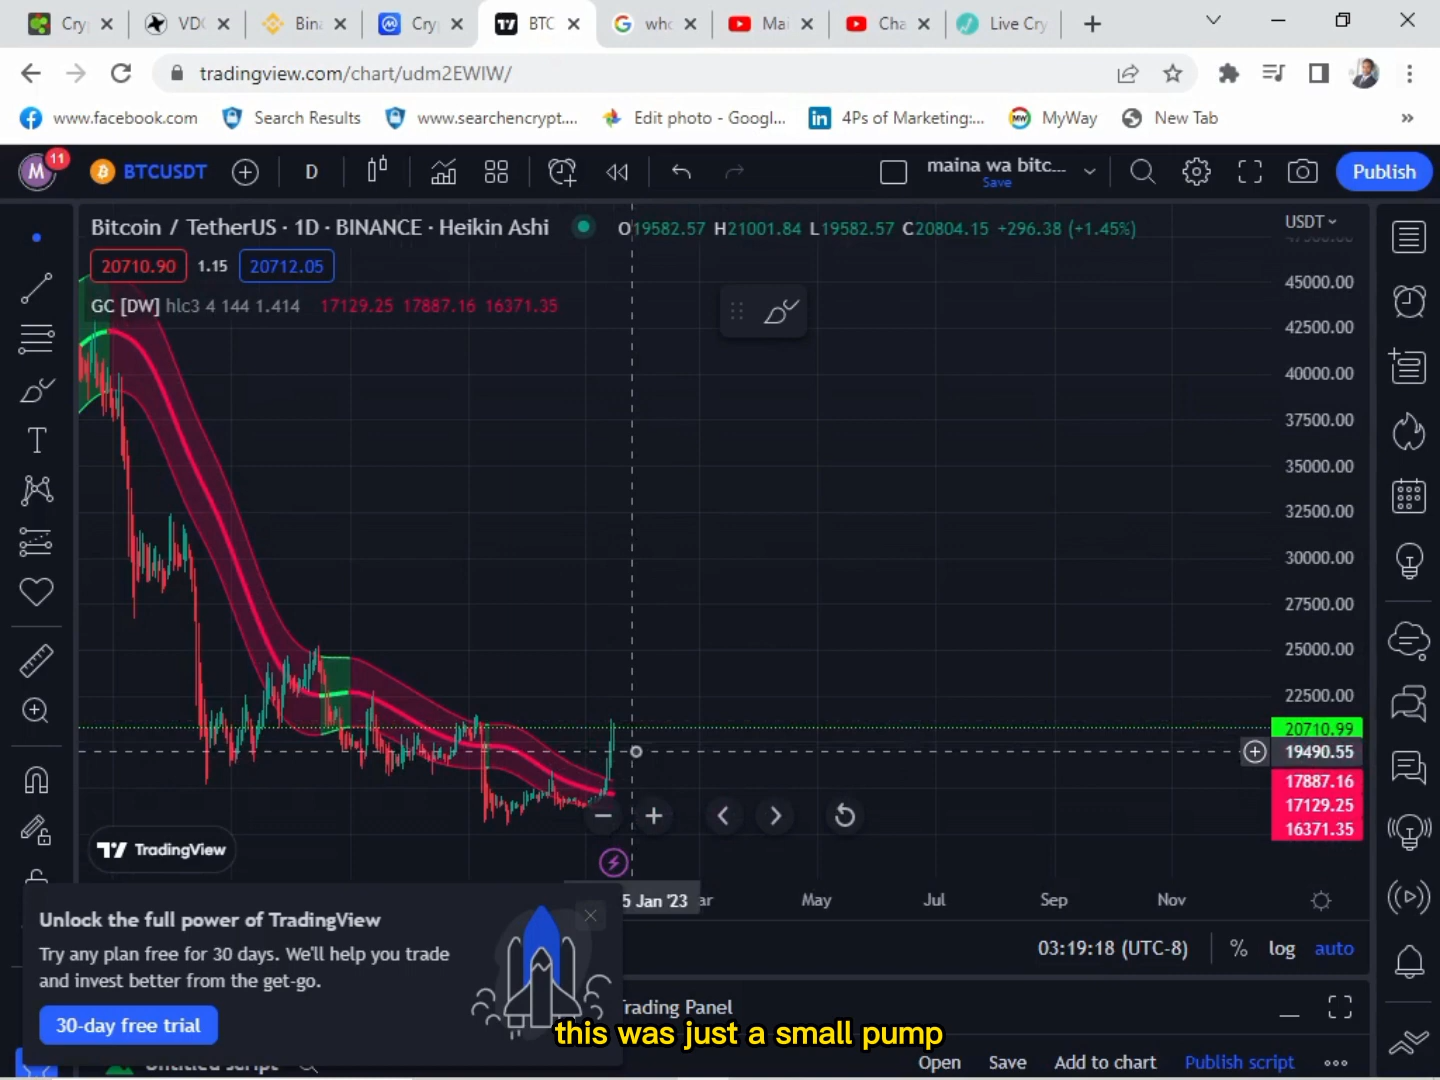 Cry
VDC
Bin
Cry
BTC
who
Mai
Cha
Live Cry
tradingview.com/chart/udm2EWIW/
www.facebook.com
Search Results
www.searchencrypt....
Edit photo - Googl...
4Ps of Marketing:...
MyWay
New Tab
»
M
11
BTCUSDT
D
maina wa bitc...
Save
Publish
Bitcoin / TetherUS · 1D · BINANCE · Heikin Ashi
O19582.57 H21001.84 L19582.57 C20804.15 +296.38 (+1.45%)
USDT
20710.90
1.15
20712.05
GC [DW] hlc3 4 144 1.414 17129.25 17887.16 16371.35
45000.00
42500.00
40000.00
37500.00
35000.00
32500.00
30000.00
27500.00
25000.00
22500.00
20710.99
19490.55
17887.16
17129.25
16371.35
TradingView
5 Jan '23
ar
May
Jul
Sep
Nov
Unlock the full power of TradingView
Try any plan free for 30 days. We'll help you trade
and invest better from the get-go.
30-day free trial
03:19:18 (UTC-8)
%
log
auto
rading Panel
this was just a small pump
Untitled script
Open
Save
Add to chart
Publish script